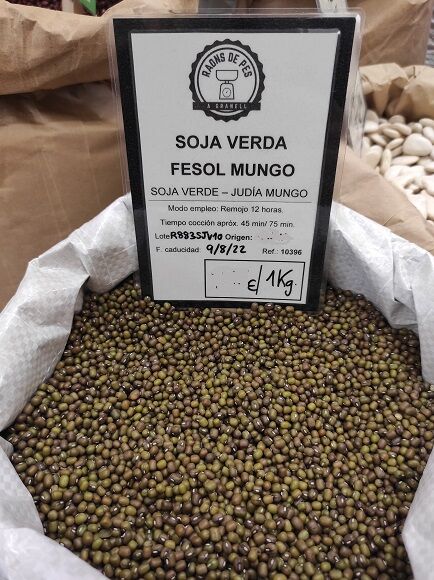 RAONS DE PES
A GRANELL
SOJA VERDA
FESOL MUNGO
SOJA VERDE – JUDÍA MUNGO
Modo empleo: Remojo 12 horas.
Tiempo cocción apróx. 45 min/ 75 min.
Lote R883SJV10 Origen:
F. caducidad: 9/8/22 Ref.: 10396
€/1Kg.